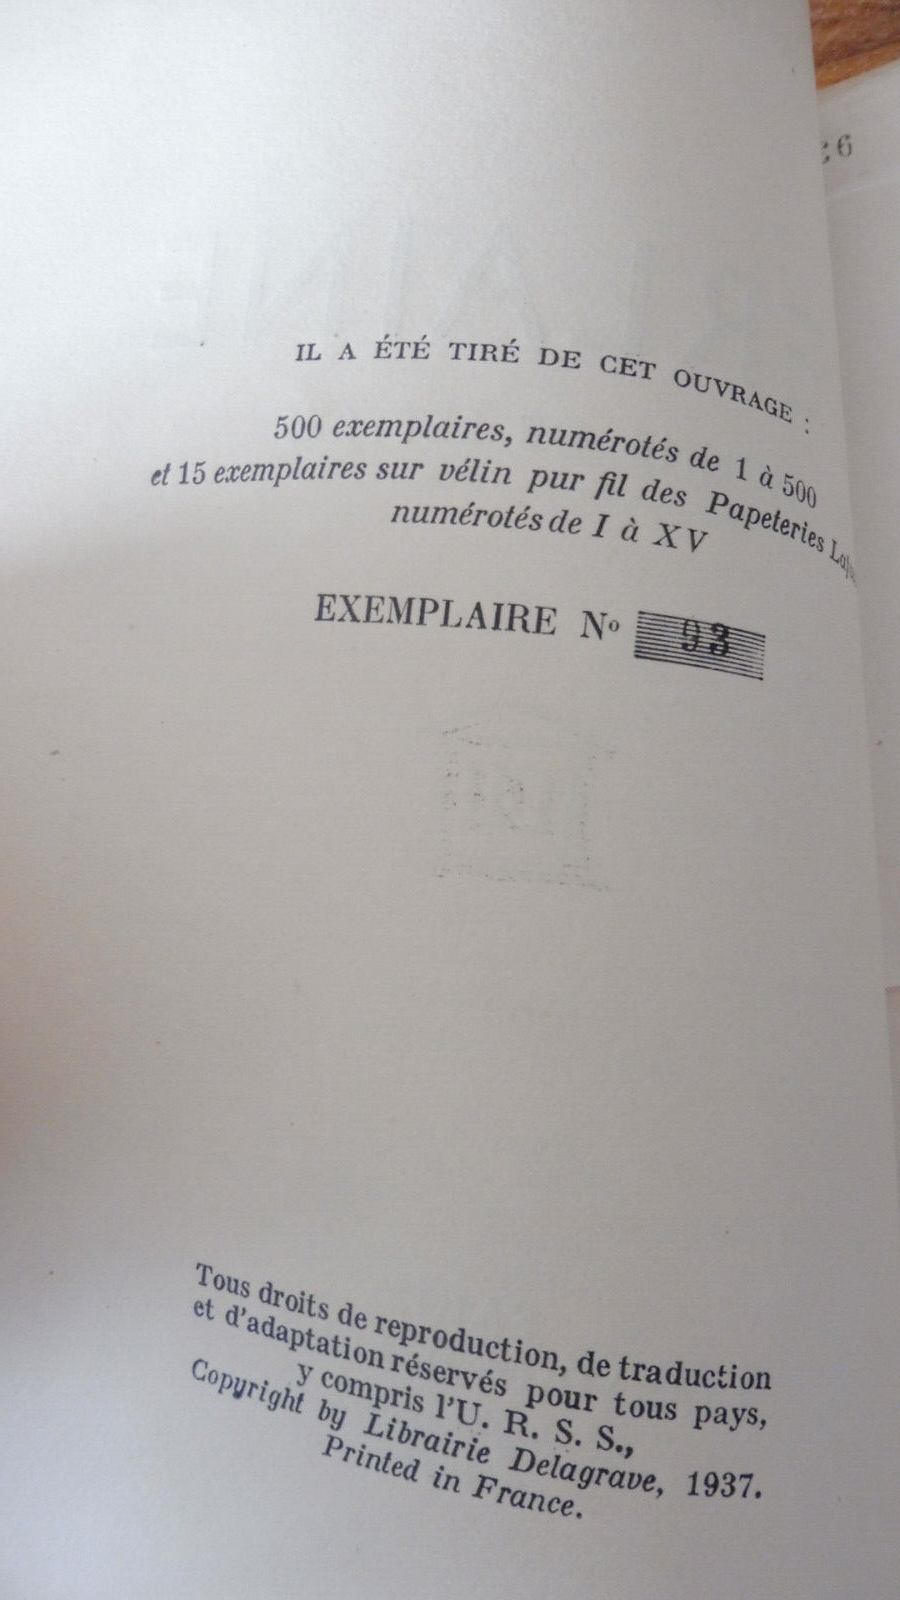 IL A ÉTÉ TIRÉ DE CET OUVRAGE :
500 exemplaires, numérotés de 1 à 500
et 15 exemplaires sur vélin pur fil des Papeteries
numérotés de I à XV
EXEMPLAIRE Nº 93
Tous droits de reproduction, de traduction
et d'adaptation réservés pour tous pays,
y compris l'U. R. S. S.,
Copyright by Librairie Delagrave, 1937.
Printed in France.